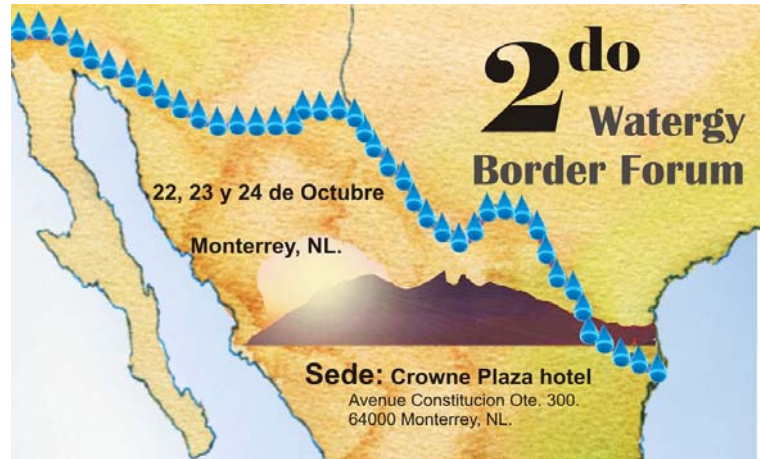 2do Watergy
Border Forum
22, 23 y 24 de Octubre
Monterrey, NL.
Sede: Crowne Plaza hotel
Avenue Constitucion Ote. 300.
64000 Monterrey, NL.